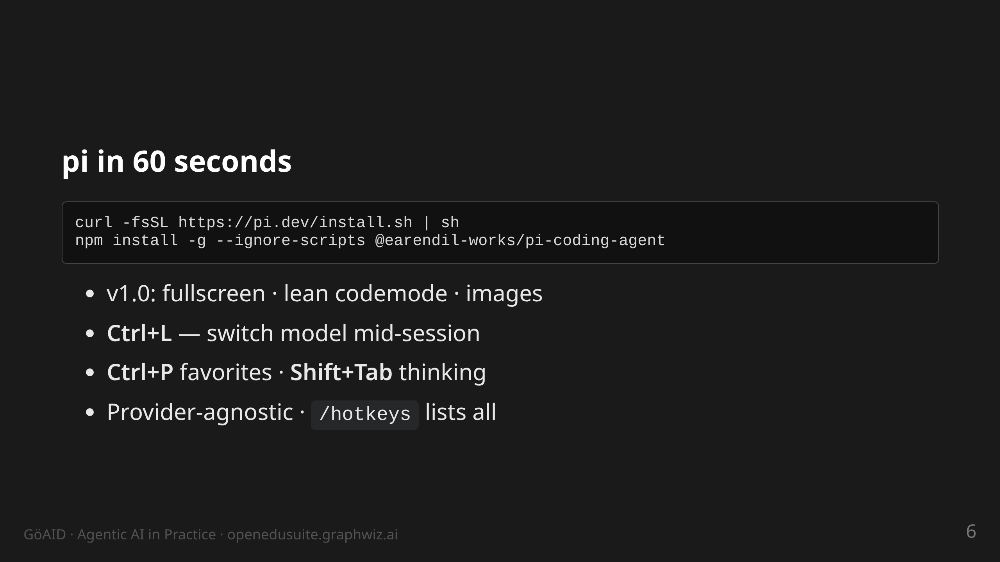 pi in 60 seconds
curl -fsSL https://pi.dev/install.sh | sh
npm install -g --ignore-scripts @earendil-works/pi-coding-agent
• v1.0: fullscreen · lean codemode · images
• Ctrl+L — switch model mid-session
• Ctrl+P favorites · Shift+Tab thinking
• Provider-agnostic · /hotkeys lists all
GöAID · Agentic AI in Practice · openedusuite.graphwiz.ai
6